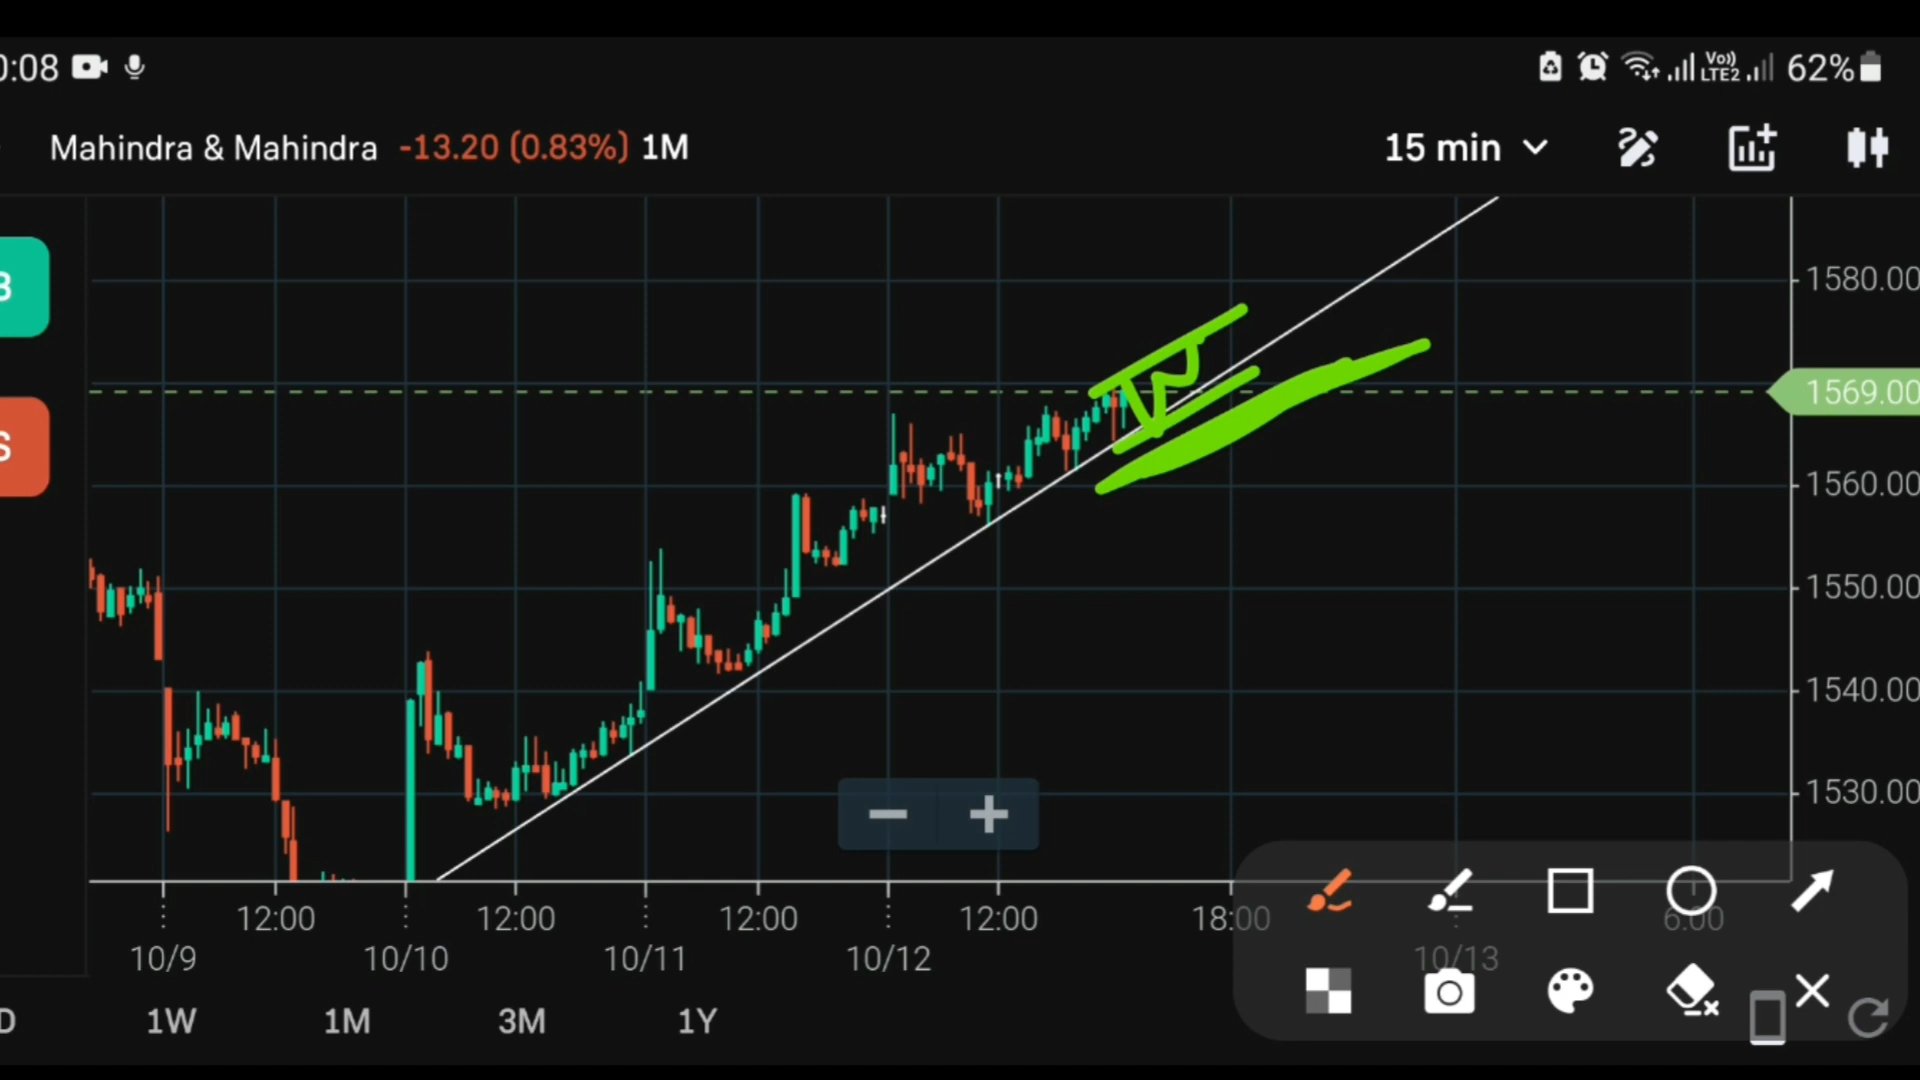 0:08 Vo)) LTE2 62%
Mahindra & Mahindra -13.20 (0.83%) 1M 15 min
B
S
1580.00
1569.00
1560.00
1550.00
1540.00
1530.00
12:00 12:00 12:00 12:00 18:00 6:00
10/9 10/10 10/11 10/12 10/13
D 1W 1M 3M 1Y